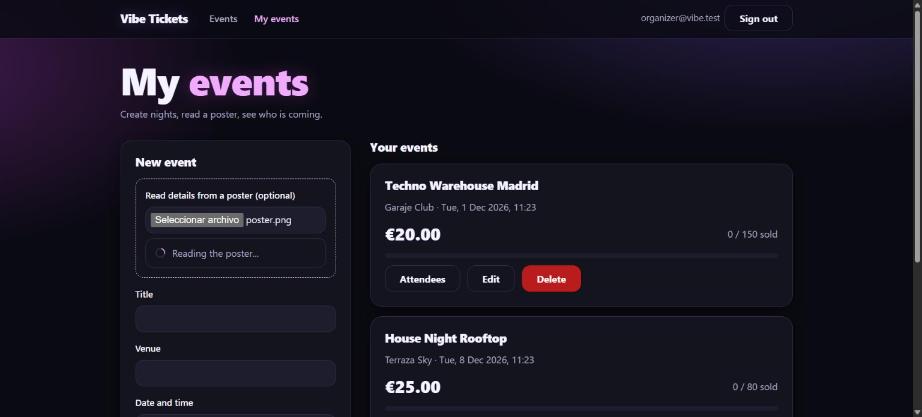 Vibe Tickets Events My events organizer@vibe.test Sign out
My events
Create nights, read a poster, see who is coming.
New event
Read details from a poster (optional)
Seleccionar archivo poster.png
Reading the poster...
Title
Venue
Date and time
Your events
Techno Warehouse Madrid
Garaje Club · Tue, 1 Dec 2026, 11:23
€20.00 0 / 150 sold
Attendees Edit Delete
House Night Rooftop
Terraza Sky · Tue, 8 Dec 2026, 11:23
€25.00 0 / 80 sold